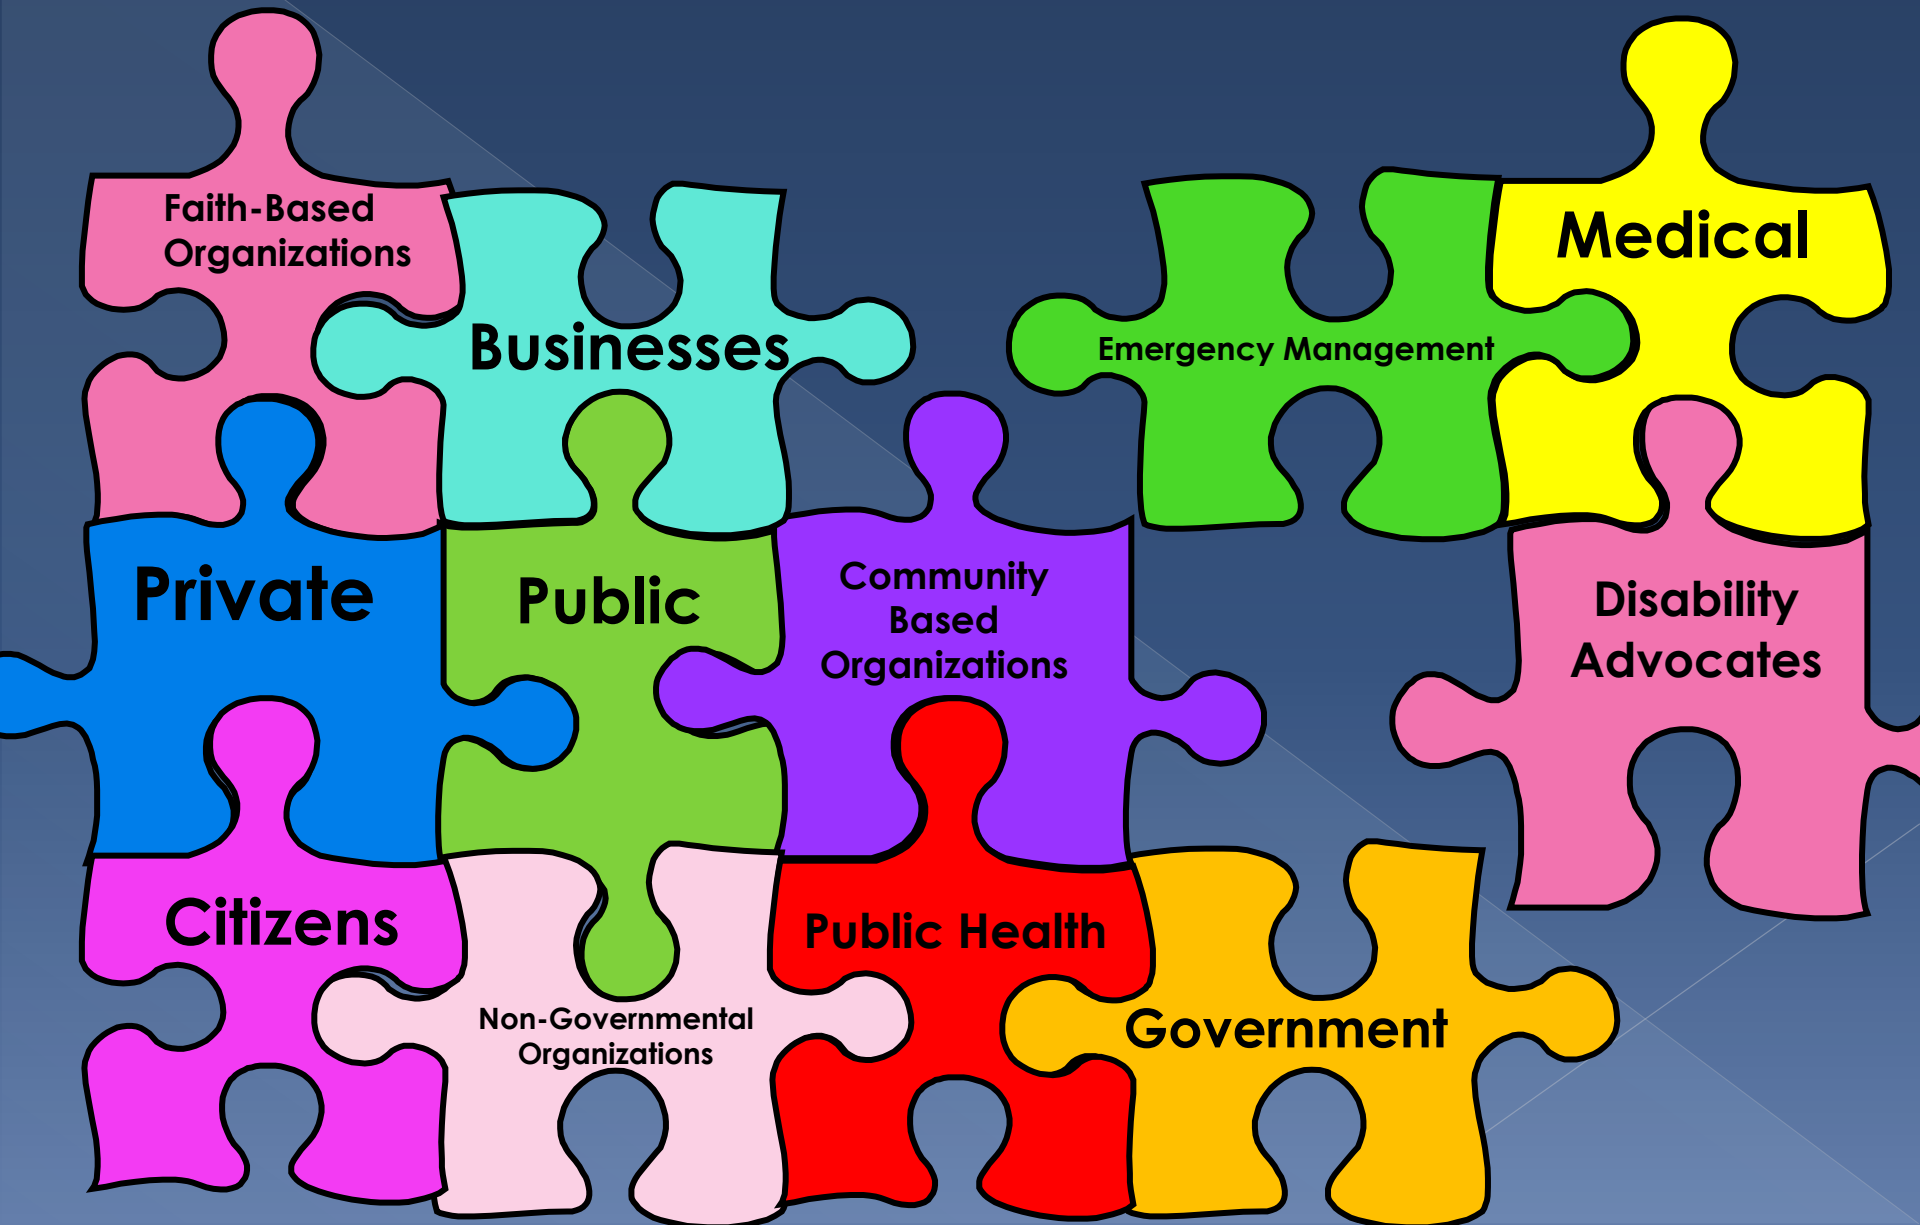 Faith-Based
Organizations
Businesses
Emergency Management
Medical
Private
Public
Community
Based
Organizations
Disability
Advocates
Citizens
Non-Governmental
Organizations
Public Health
Government